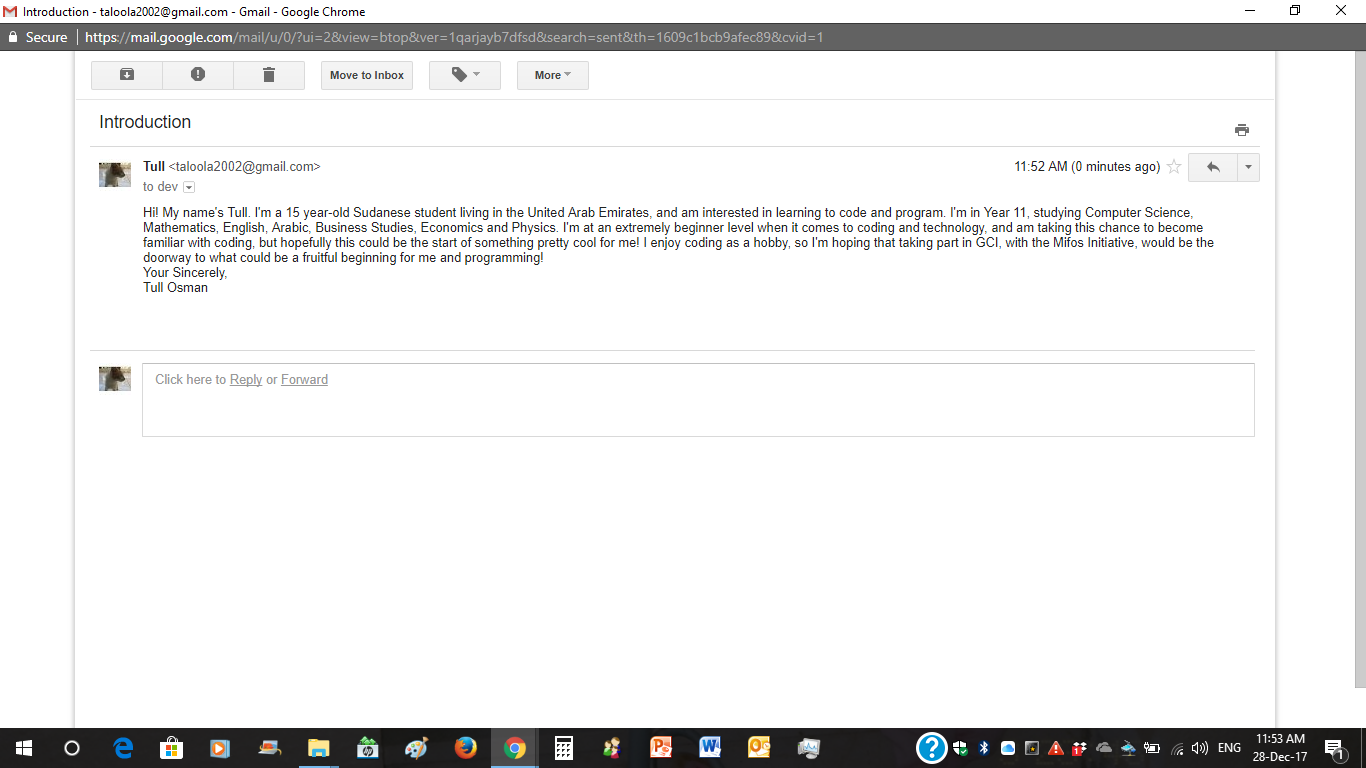 Introduction - taloola2002@gmail.com - Gmail - Google Chrome
Secure https://mail.google.com/mail/u/0/?ui=2&view=btop&ver=1qarjayb7dfsd&search=sent&th=1609c1bcb9afec89&cvid=1
Move to Inbox More
Introduction
Tull <taloola2002@gmail.com> 11:52 AM (0 minutes ago)
to dev
Hi! My name's Tull. I'm a 15 year-old Sudanese student living in the United Arab Emirates, and am interested in learning to code and program. I'm in Year 11, studying Computer Science,
Mathematics, English, Arabic, Business Studies, Economics and Physics. I'm at an extremely beginner level when it comes to coding and technology, and am taking this chance to become
familiar with coding, but hopefully this could be the start of something pretty cool for me! I enjoy coding as a hobby, so I'm hoping that taking part in GCI, with the Mifos Initiative, would be the
doorway to what could be a fruitful beginning for me and programming!
Your Sincerely,
Tull Osman
Click here to Reply or Forward
ENG
11:53 AM
28-Dec-17
1